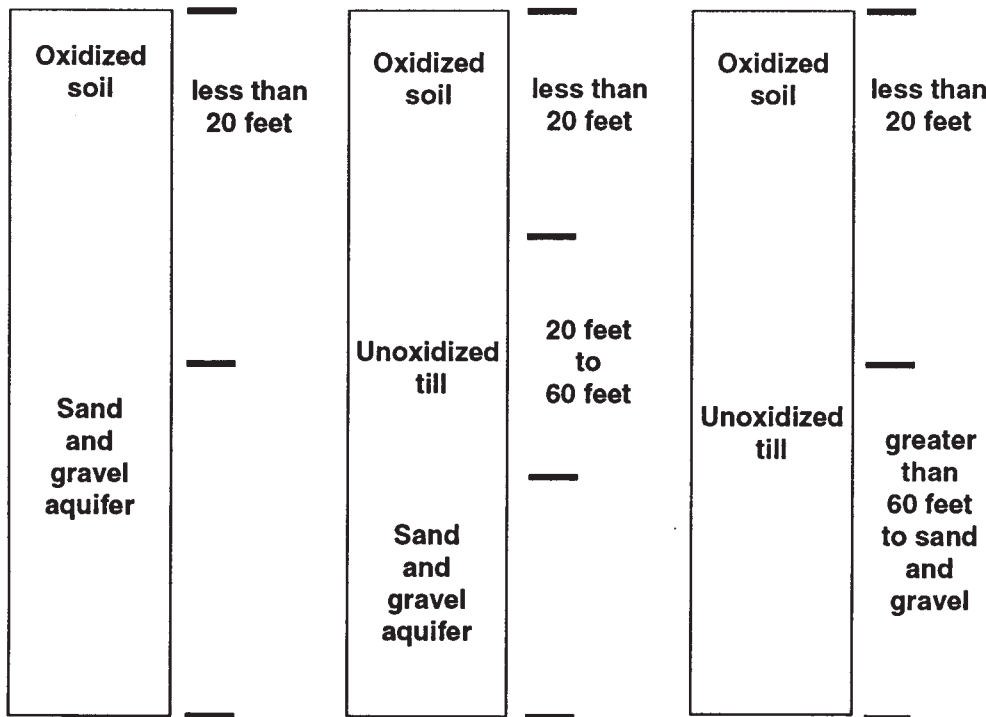 Oxidized
soil
less than
20 feet
Sand
and
gravel
aquifer
Oxidized
soil
less than
20 feet
Unoxidized
till
20 feet
to
60 feet
Sand
and
gravel
aquifer
Oxidized
soil
less than
20 feet
Unoxidized
till
greater
than
60 feet
to sand
and
gravel